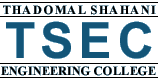 THADOMAL SHAHANI
TSEC
ENGINEERING COLLEGE